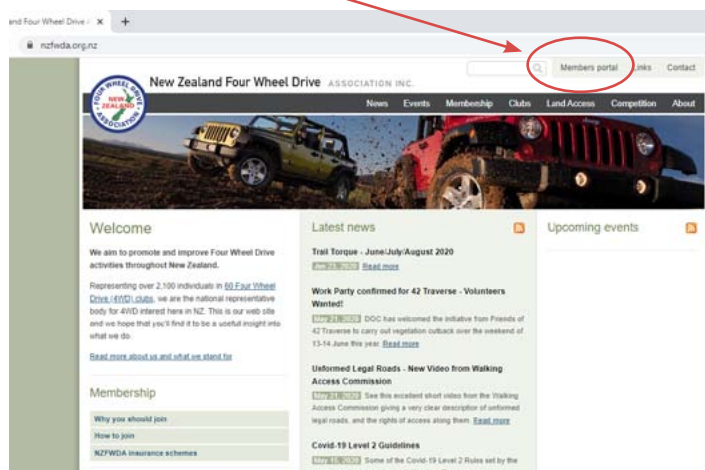 and Four Wheel Drive
nzfwda.org.nz
Members portal
Links
Contact
FOUR WHEEL DRIVE
NEW ZEALAND
ASSOCIATION
New Zealand Four Wheel Drive ASSOCIATION INC.
News Events Membership Clubs Land Access Competition About
Jeep
Welcome
We aim to promote and improve Four Wheel Drive
activities throughout New Zealand.
Representing over 2,100 individuals in 60 Four Wheel
Drive (4WD) clubs, we are the national representative
body for 4WD interest here in NZ. This is our web site
and we hope that you'll find it to be a useful insight into
what we do.
Read more about us and what we stand for
Membership
Why you should join
How to join
NZFWDA insurance schemes
Latest news
Trail Torque - June/July/August 2020
Read more
Work Party confirmed for 42 Traverse - Volunteers
Wanted!
May 21, 2020 DOC has welcomed the initiative from Friends of
42 Traverse to carry out vegetation cutback over the weekend of
13-14 June this year. Read more
Unformed Legal Roads - New Video from Walking
Access Commission
May 21, 2020 See this excellent short video from the Walking
Access Commission giving a very clear description of unformed
legal roads, and the rights of access along them. Read more
Covid-19 Level 2 Guidelines
May 15, 2020 Some of the Covid-19 Level 2 Rules set by the
Upcoming events